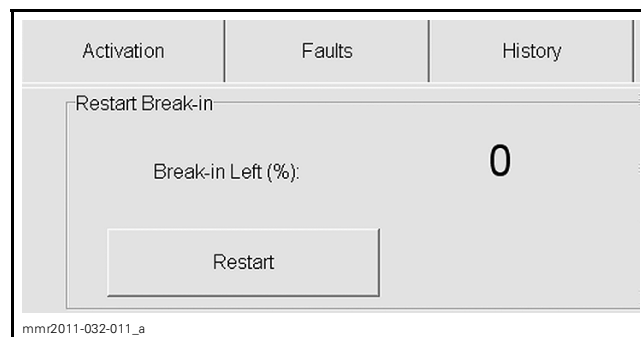 Activation Faults History
Restart Break-in
Break-in Left (%): 0
Restart
mmr2011-032-011_a